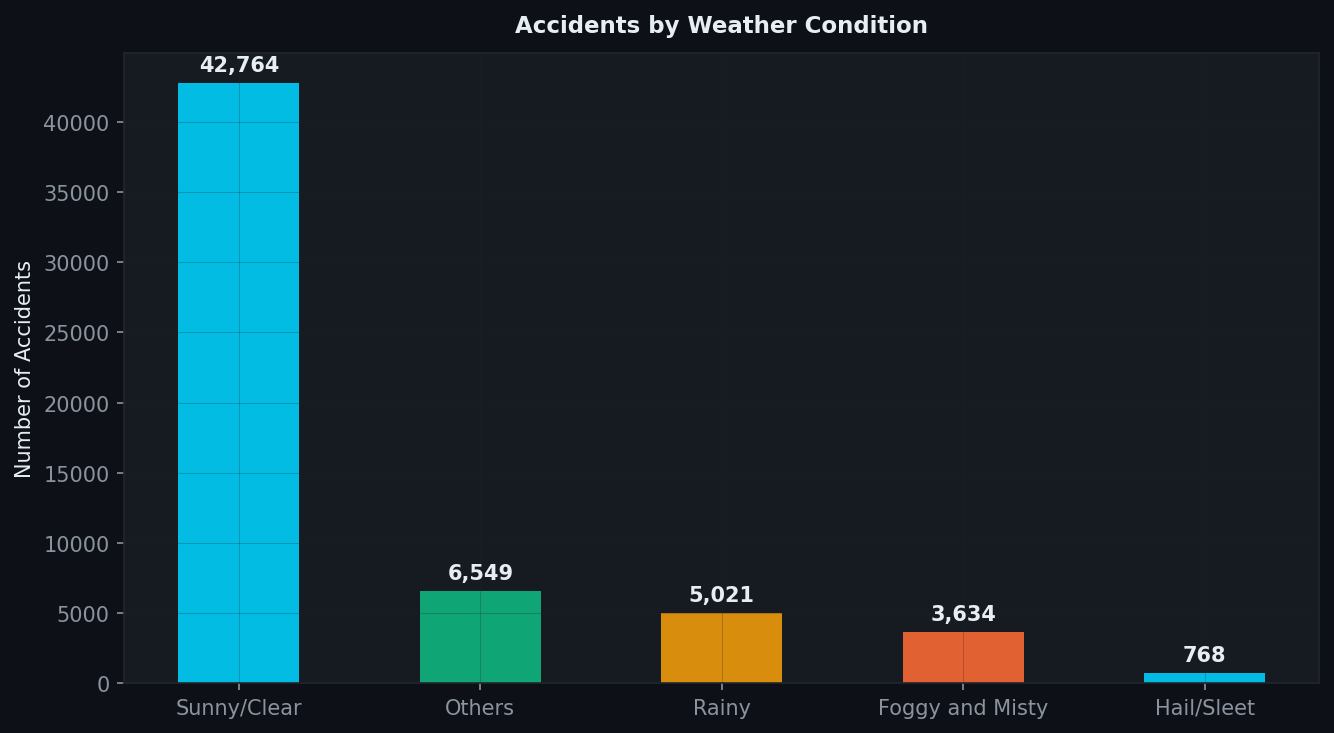 Accidents by Weather Condition
Number of Accidents
40000
35000
30000
25000
20000
15000
10000
5000
0
42,764
6,549
5,021
3,634
768
Sunny/Clear
Others
Rainy
Foggy and Misty
Hail/Sleet